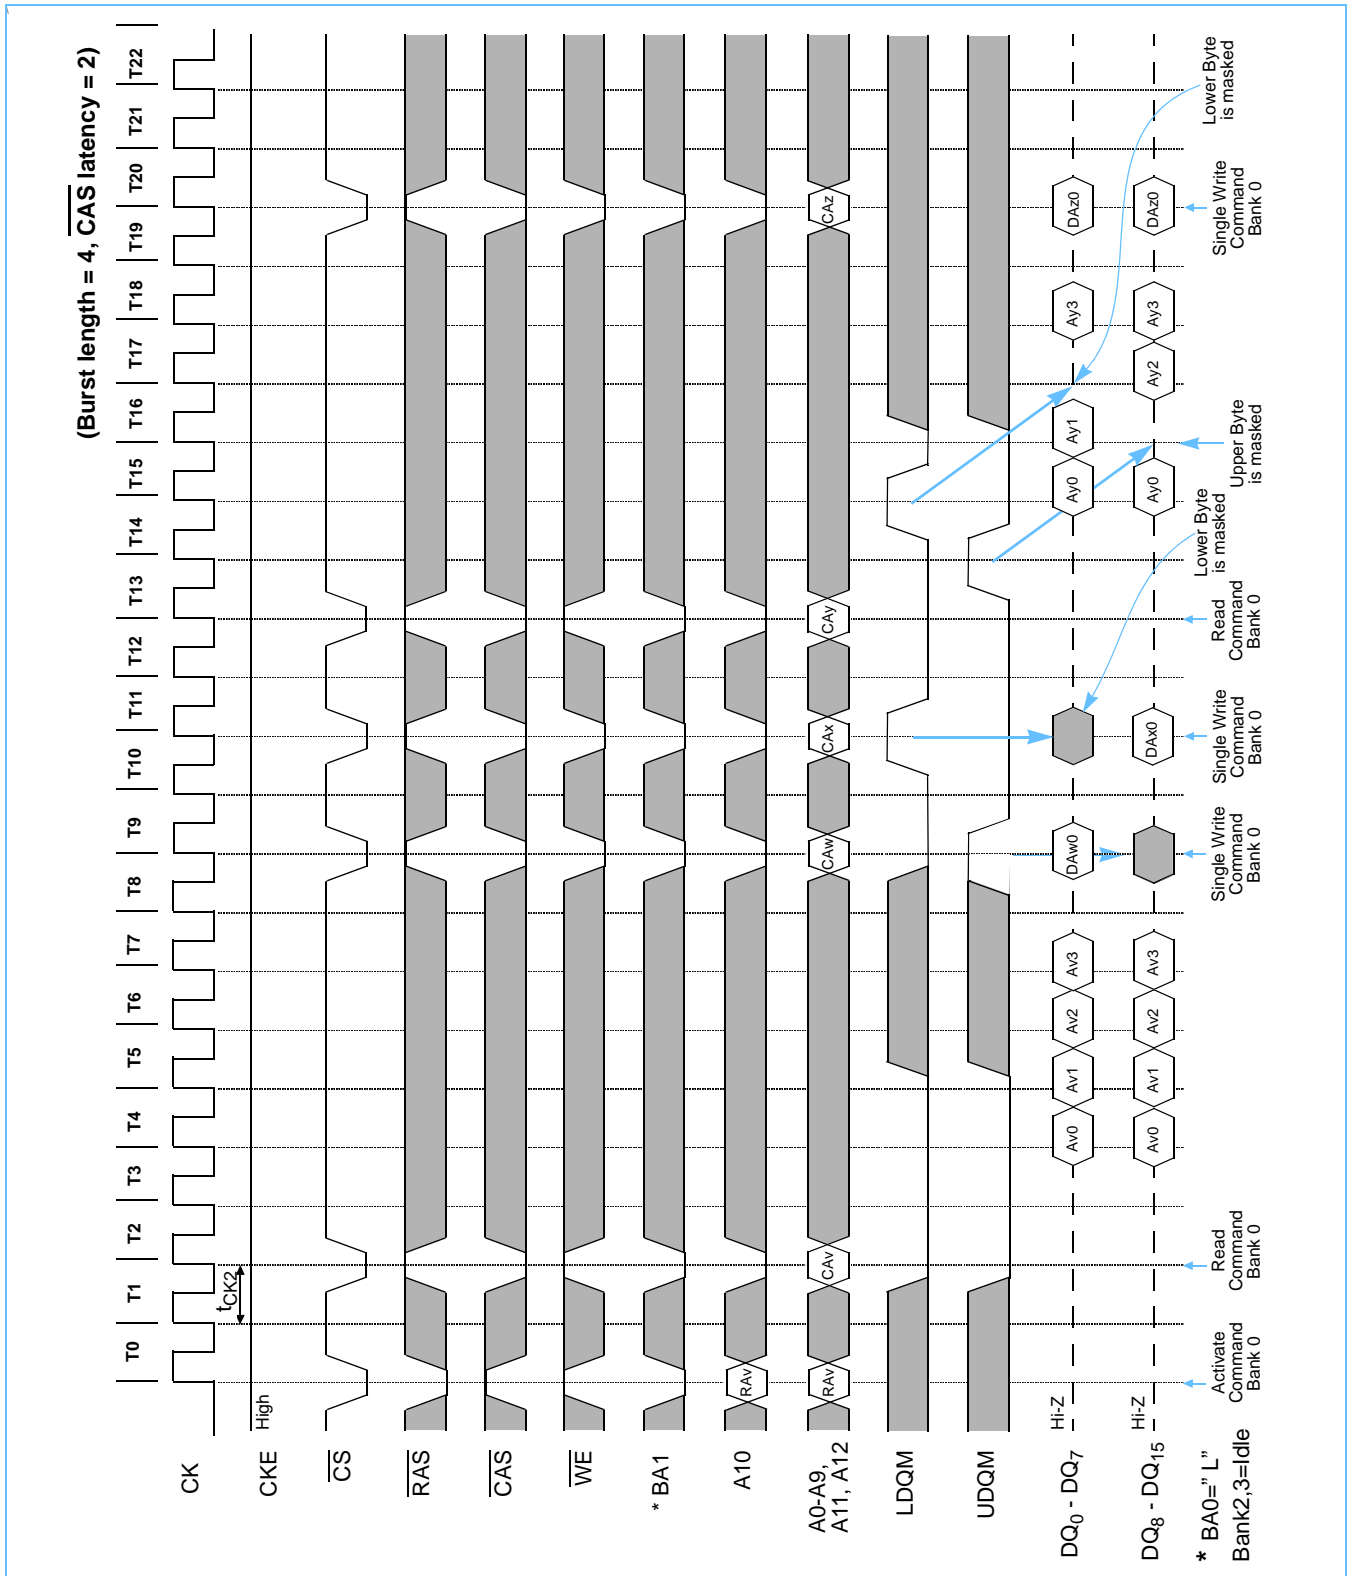 (Burst length = 4, CAS latency = 2)
T0 T1 T2 T3 T4 T5 T6 T7 T8 T9 T10 T11 T12 T13 T14 T15 T16 T17 T18 T19 T20 T21 T22
CK
tCK2
CKE
High
CS
RAS
CAS
WE
* BA1
A10
RAv
A0-A9,
A11, A12
RAv CAv CAw CAx CAy CAz
LDQM
UDQM
DQ0 - DQ7
Hi-Z
Av0 Av1 Av2 Av3 DAw0 Ay0 Ay1 Ay3 DAz0
DQ8 - DQ15
Hi-Z
Av0 Av1 Av2 Av3 DAx0 Ay0 Ay2 Ay3 DAz0
* BA0=" L"
Bank2,3=Idle
Activate
Command
Bank 0
Read
Command
Bank 0
Single Write
Command
Bank 0
Single Write
Command
Bank 0
Lower Byte
is masked
Read
Command
Bank 0
Upper Byte
is masked
Single Write
Command
Bank 0
Lower Byte
is masked